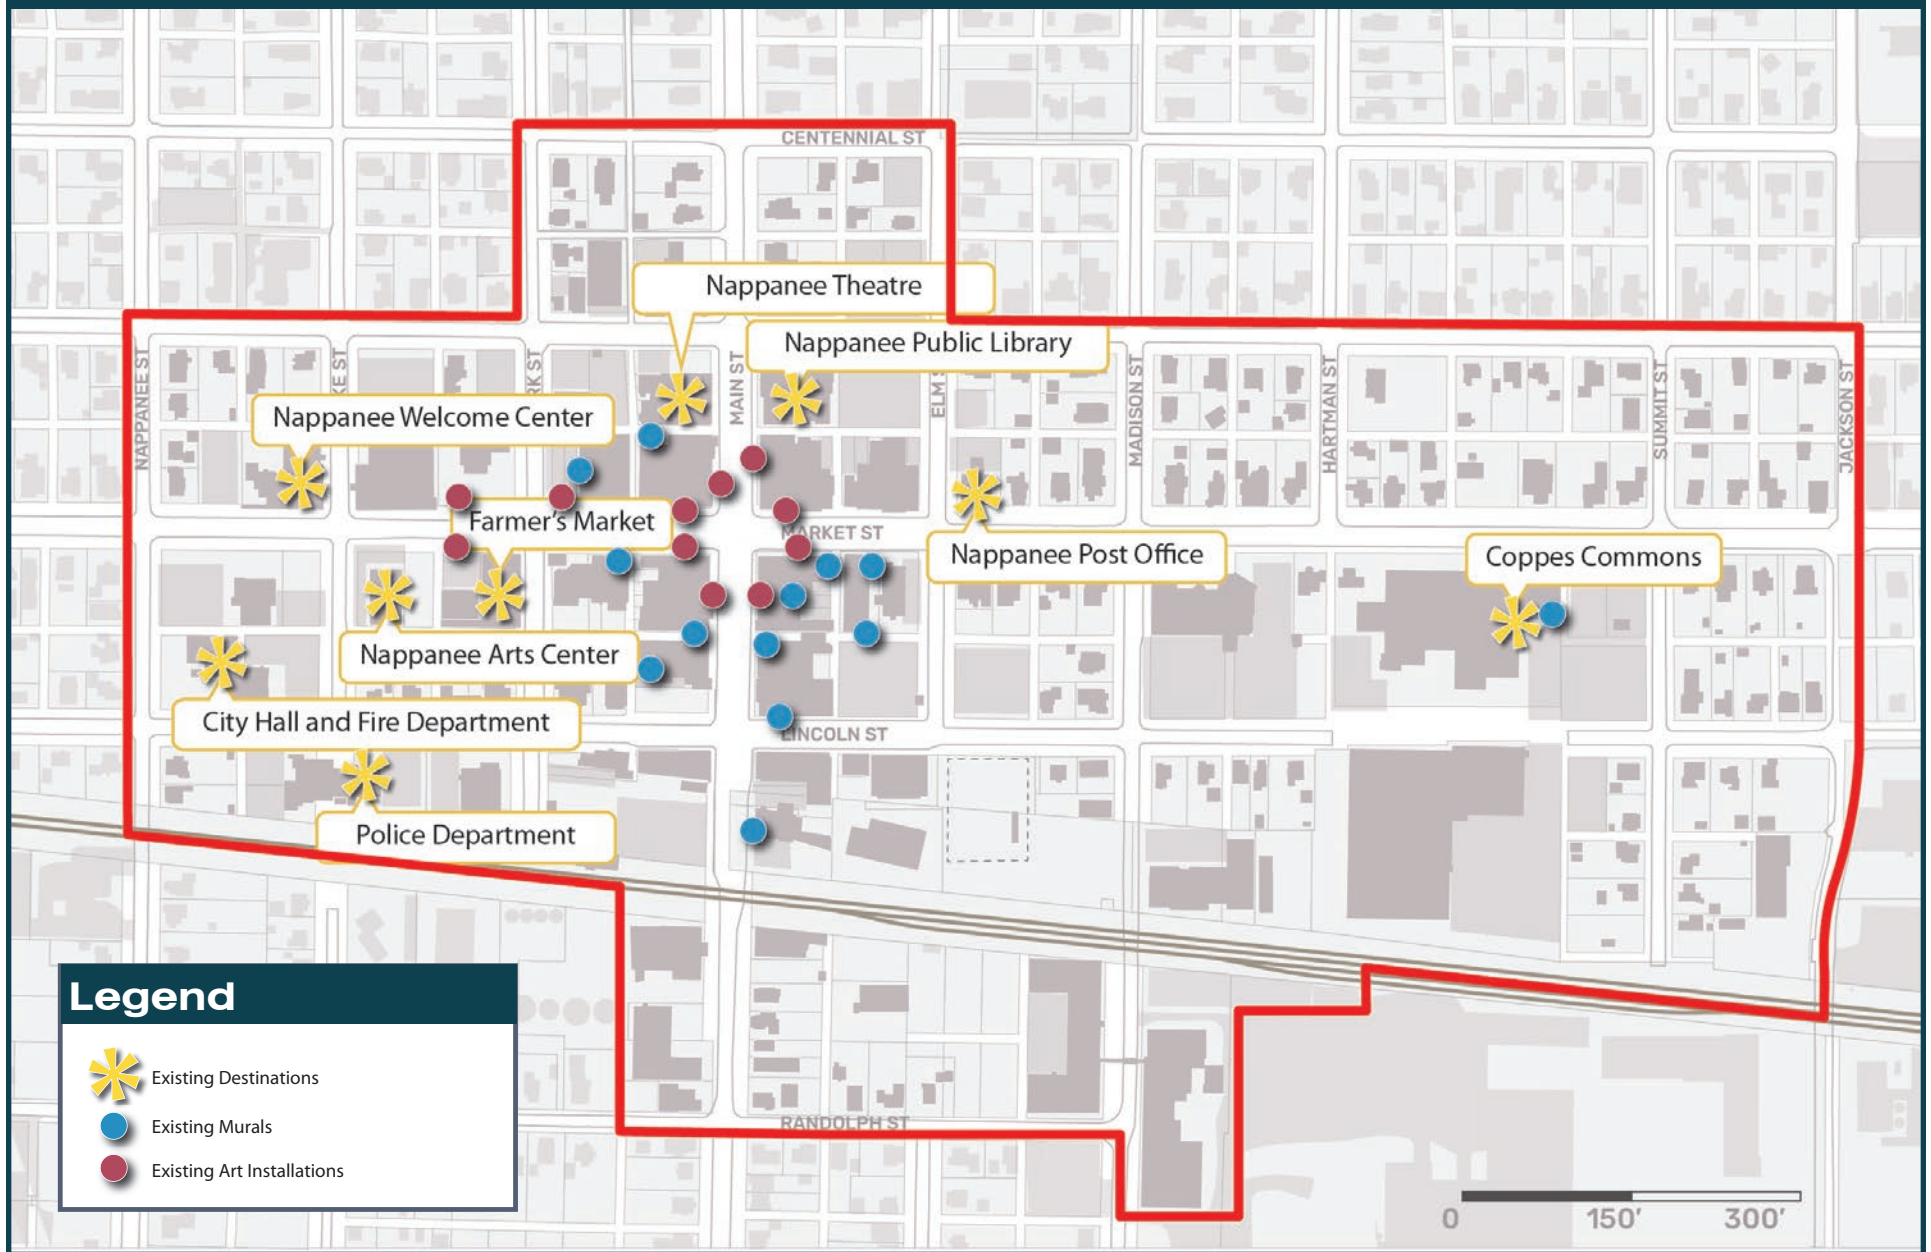 CENTENNIAL ST
Nappanee Theatre
Nappanee Public Library
NAPPANEE ST
KE ST
RK ST
MAIN ST
ELM S
MADISON ST
HARTMAN ST
SUMMIT ST
JACKSON ST
Nappanee Welcome Center
Farmer's Market
MARKET ST
Nappanee Post Office
Coppes Commons
Nappanee Arts Center
City Hall and Fire Department
LINCOLN ST
Police Department
RANDOLPH ST
Legend
Existing Destinations
Existing Murals
Existing Art Installations
0 150' 300'